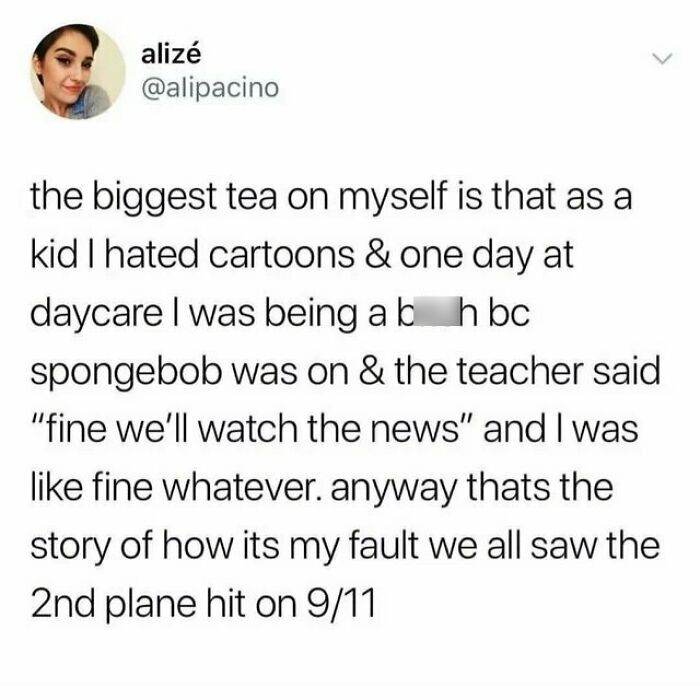 alizé
@alipacino
the biggest tea on myself is that as a
kid I hated cartoons & one day at
daycare I was being a b h bc
spongebob was on & the teacher said
"fine we'll watch the news" and I was
like fine whatever. anyway thats the
story of how its my fault we all saw the
2nd plane hit on 9/11